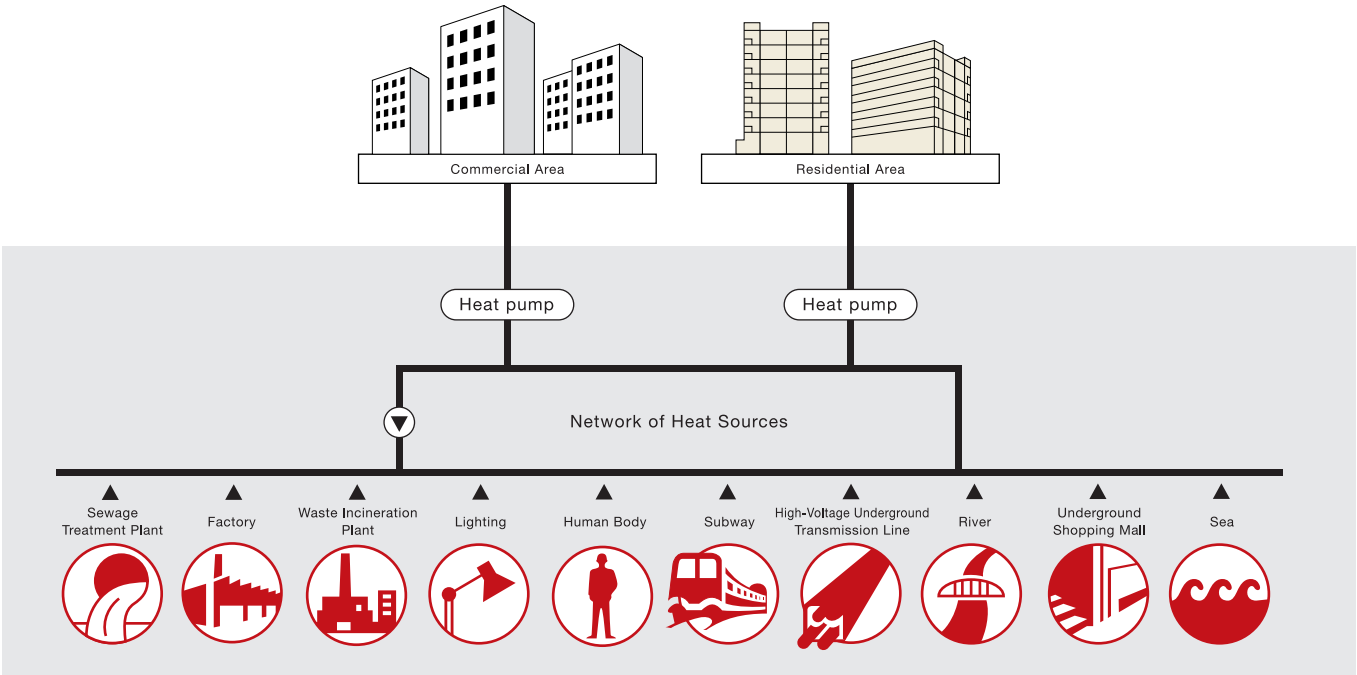 Commercial Area
Residential Area
Heat pump
Heat pump
Network of Heat Sources
Sewage
Treatment Plant
Factory
Waste Incineration
Plant
Lighting
Human Body
Subway
High-Voltage Underground
Transmission Line
River
Underground
Shopping Mall
Sea